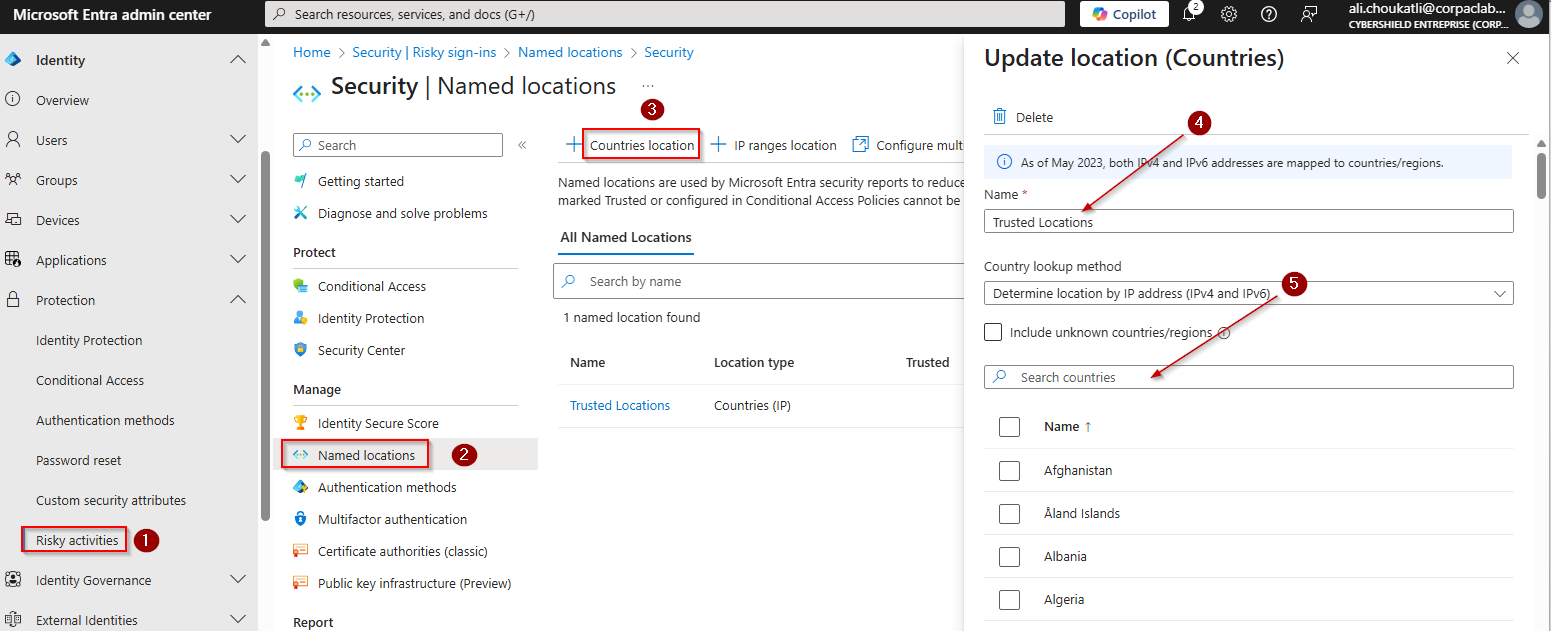 Microsoft Entra admin center
Search resources, services, and docs (G+/)
Copilot
2
ali.choukatli@corpaclab...
CYBERSHIELD ENTREPRISE (CORP...
Identity
Overview
Users
Groups
Devices
Applications
Protection
Identity Protection
Conditional Access
Authentication methods
Password reset
Custom security attributes
Risky activities
1
Identity Governance
External Identities
Home > Security | Risky sign-ins > Named locations > Security
Security | Named locations ...
3
Search
«
Getting started
Diagnose and solve problems
Protect
Conditional Access
Identity Protection
Security Center
Manage
Identity Secure Score
Named locations
2
Authentication methods
Multifactor authentication
Certificate authorities (classic)
Public key infrastructure (Preview)
Report
+ Countries location
+ IP ranges location
Configure mult
Named locations are used by Microsoft Entra security reports to reduce
marked Trusted or configured in Conditional Access Policies cannot be
All Named Locations
Search by name
1 named location found
Name Location type Trusted
Trusted Locations Countries (IP)
Update location (Countries)
Delete
4
As of May 2023, both IPv4 and IPv6 addresses are mapped to countries/regions.
Name *
Trusted Locations
Country lookup method
5
Determine location by IP address (IPv4 and IPv6)
Include unknown countries/regions
Search countries
Name ↑
Afghanistan
Åland Islands
Albania
Algeria